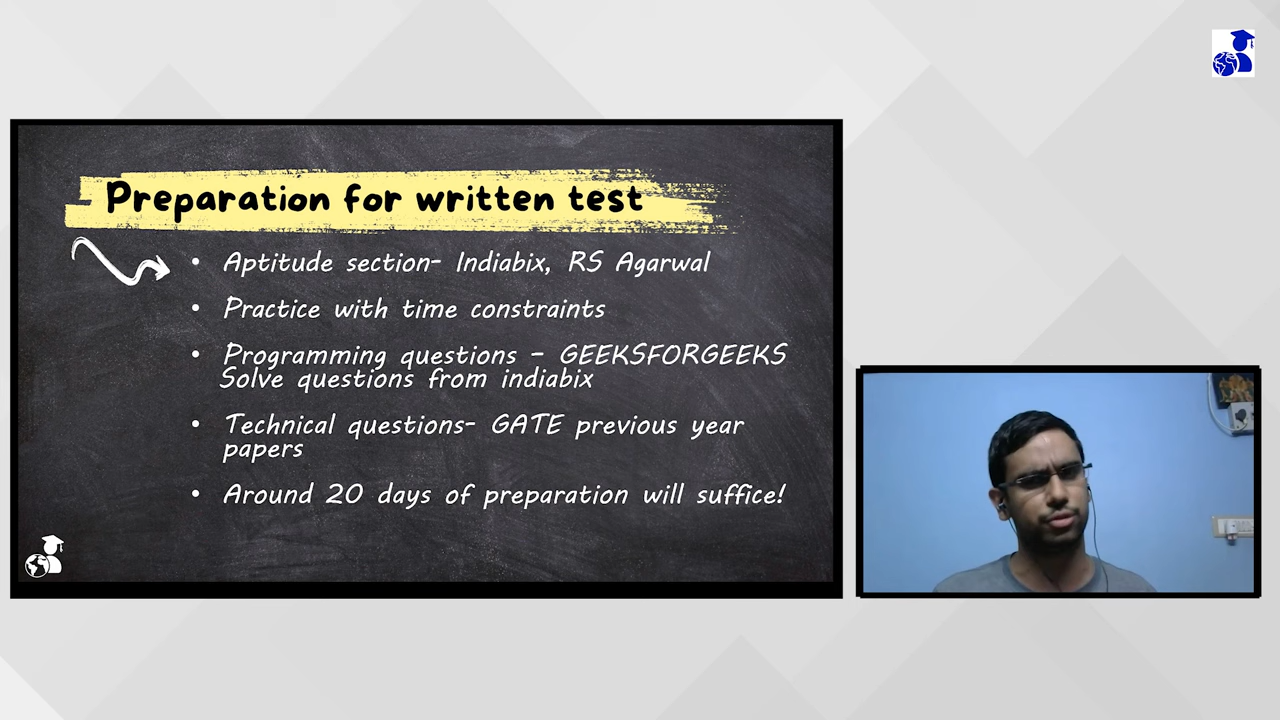 Preparation for written test
• Aptitude section- Indiabix, RS Agarwal
• Practice with time constraints
• Programming questions - GEEKSFORGEEKS
Solve questions from indiabix
• Technical questions- GATE previous year
papers
• Around 20 days of preparation will suffice!